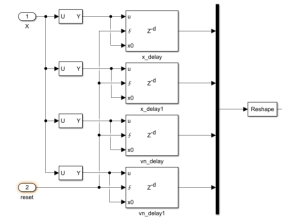 1
X
U Y
u
x0
Z-d
x_delay
U Y
u
x0
Z-d
x_delay1
Reshape
U Y
u
x0
Z-d
vn_delay
2
reset
U Y
u
x0
Z-d
vn_delay1